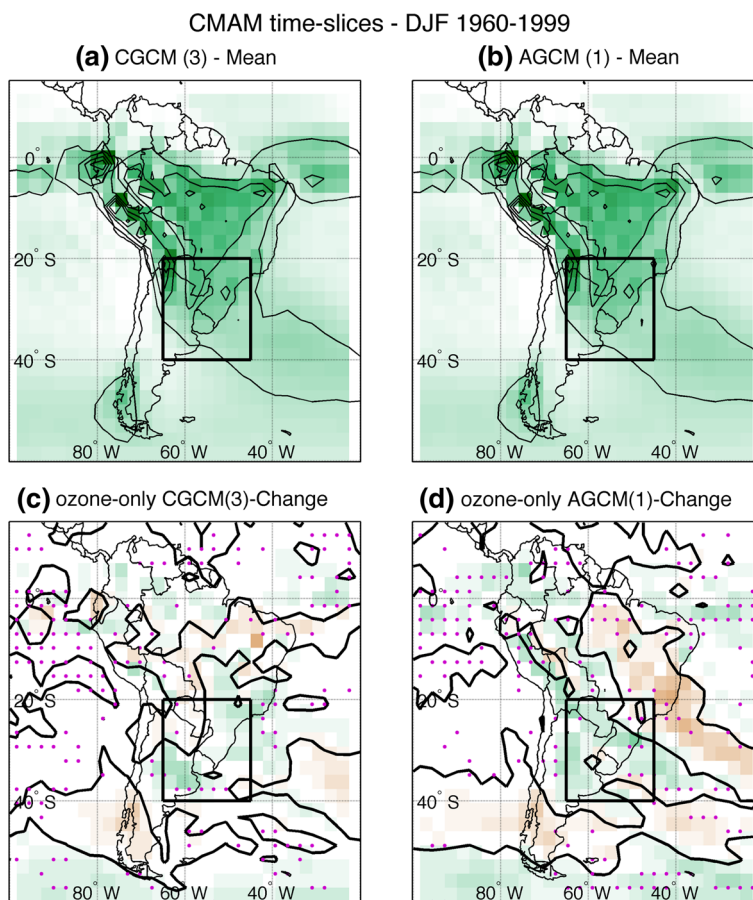 CMAM time-slices - DJF 1960-1999
(a) CGCM (3) - Mean
(b) AGCM (1) - Mean
0°
20° S
40° S
80° W
60° W
40° W
0°
20° S
40° S
80° W
60° W
40° W
(c) ozone-only CGCM(3)-Change
(d) ozone-only AGCM(1)-Change
0°
20° S
40° S
80° W
60° W
40° W
0°
20° S
40° S
80° W
60° W
40° W